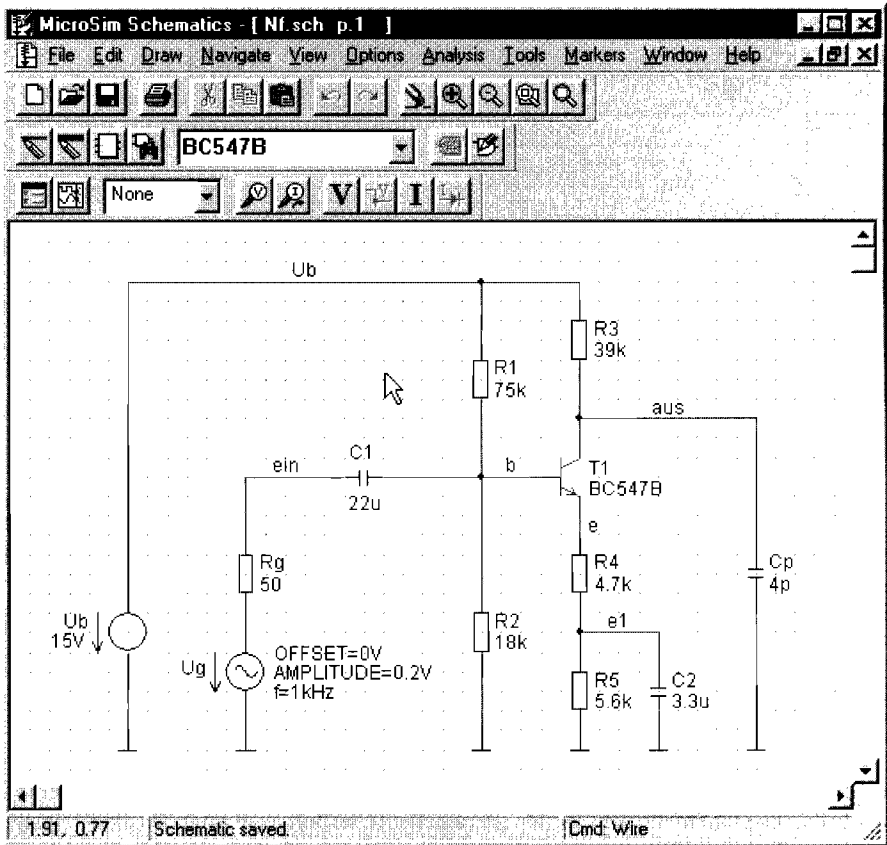 MicroSim Schematics - [ Nf.sch p.1 ]
File Edit Draw Navigate View Options Analysis Tools Markers Window Help
BC547B
None
V I
Ub
R3
39k
R1
75k
aus
C1
ein
b
T1
22u
BC547B
e
Rg
50
R4
4.7k
Cp
4p
Ub
15V
R2
18k
e1
Ug
OFFSET=0V
AMPLITUDE=0.2V
f=1kHz
R5
5.6k
C2
3.3u
1.91, 0.77 Schematic saved. Cmd: Wire